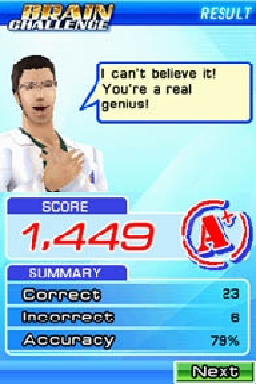 BRAIN
CHALLENGE
RESULT
I can't believe it!
You're a real
genius!
SCORE
1,449
A+
SUMMARY
Correct 23
Incorrect 6
Accuracy 79%
Next